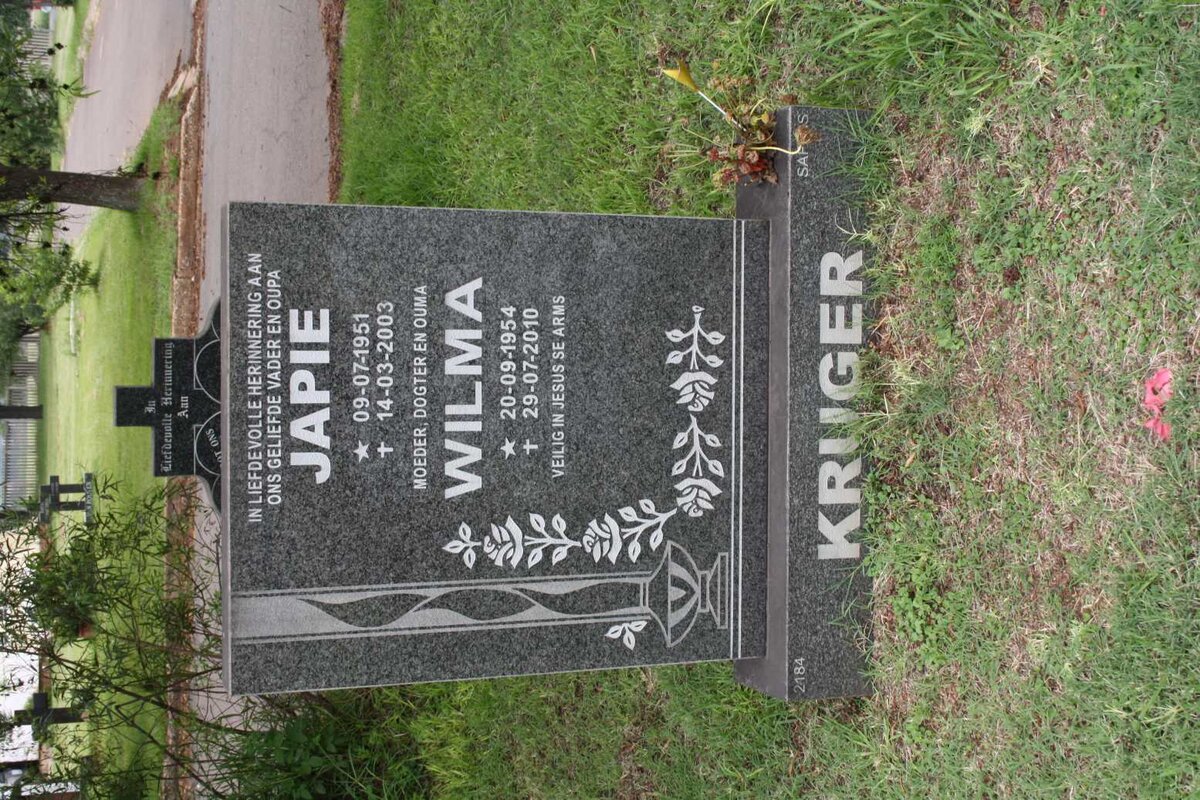 In
Liefdevolle Herinnering
Aan
ONS
IN LIEFDEVOLLE HERINNERING AAN
ONS GELIEFDE VADER EN OUPA
JAPIE
★ 09-07-1951
✝ 14-03-2003
MOEDER, DOGTER EN OUMA
WILMA
★ 20-09-1954
✝ 29-07-2010
VEILIG IN JESUS SE ARMS
KRUGER
2184